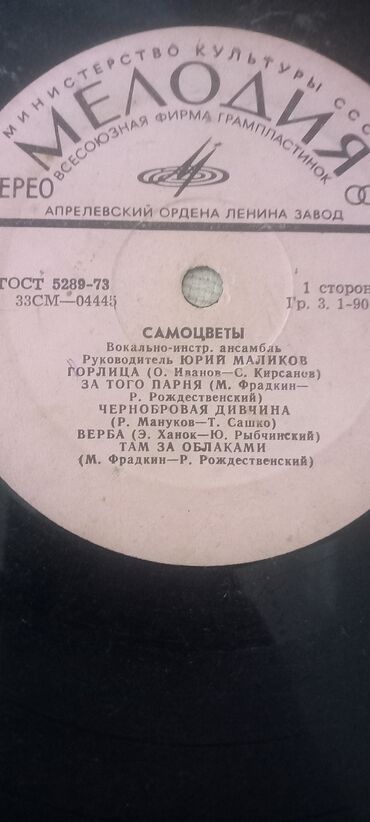 МИНИСТЕРСТВО КУЛЬТУРЫ СССР
МЕЛОДИЯ
ВСЕСОЮЗНАЯ ФИРМА ГРАМПЛАСТИНОК
ЕРЕО
АПРЕЛЕВСКИЙ ОРДЕНА ЛЕНИНА ЗАВОД
ГОСТ 5289-73
1 сторон
33СМ—04445
Гр. 3. 1-90
САМОЦВЕТЫ
Вокально-инстр. ансамбль
Руководитель ЮРИЙ МАЛИКОВ
ГОРЛИЦА (О. Иванов—С. Кирсанов)
ЗА ТОГО ПАРНЯ (М. Фрадкин—
Р. Рождественский)
ЧЕРНОБРОВАЯ ДИВЧИНА
(Р. Мануков—Т. Сашко)
ВЕРБА (Э. Ханок—Ю. Рыбчинский)
ТАМ ЗА ОБЛАКАМИ
(М. Фрадкин—Р. Рождественский)